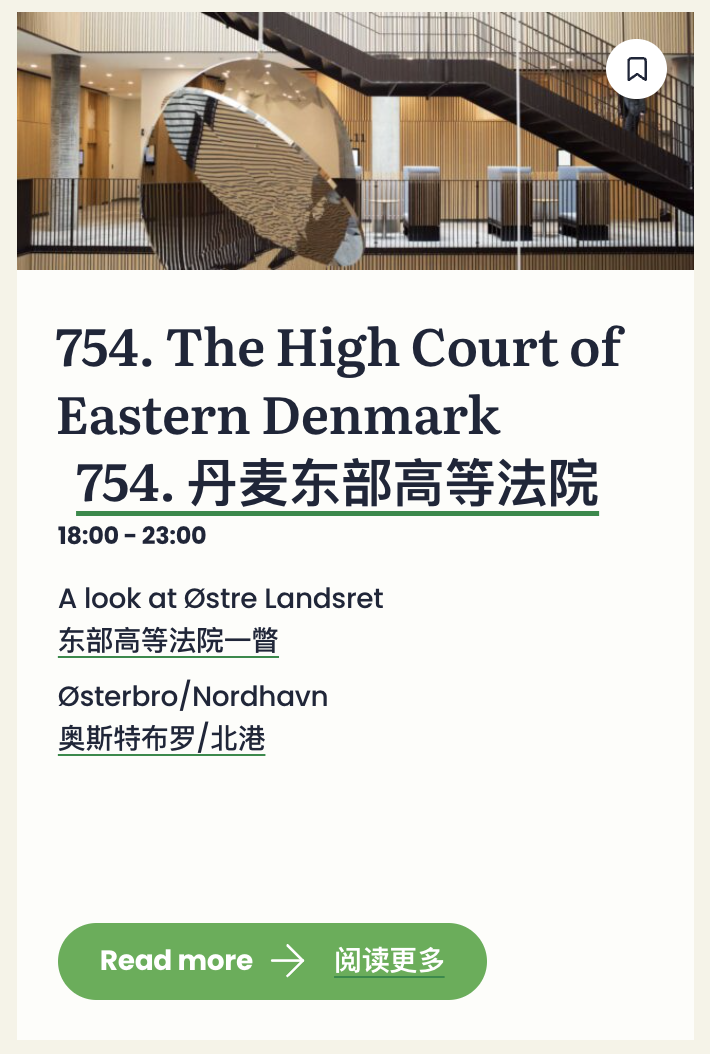 754. The High Court of
Eastern Denmark
754. 丹麦东部高等法院
18:00 – 23:00
A look at Østre Landsret
东部高等法院一瞥
Østerbro/Nordhavn
奥斯特布罗/北港
Read more → 阅读更多